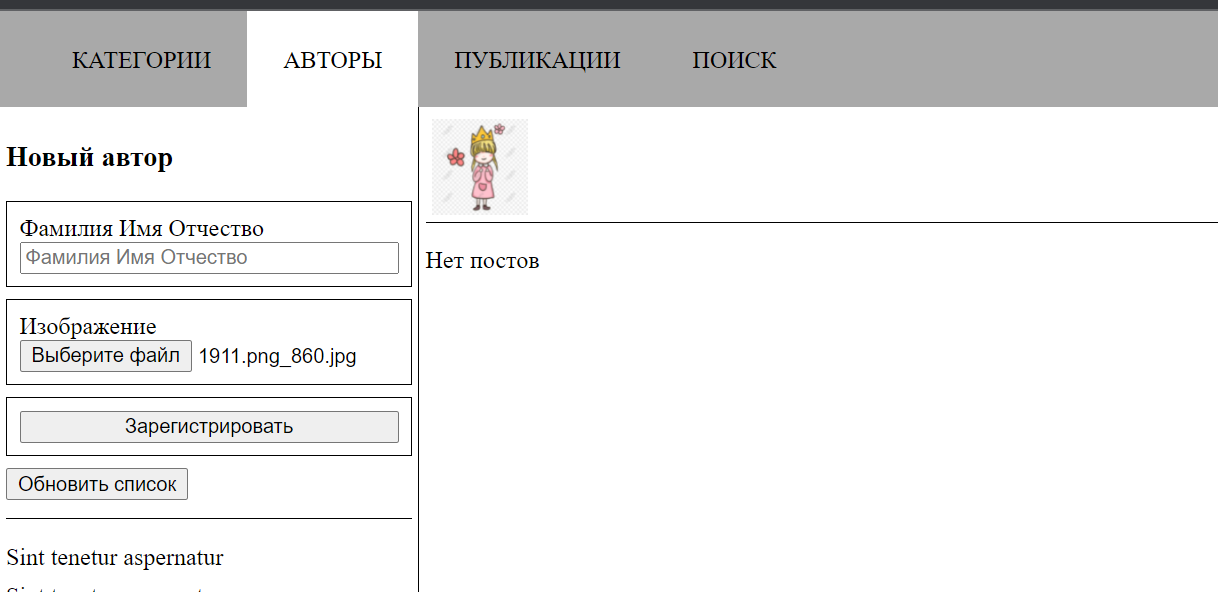 КАТЕГОРИИ АВТОРЫ ПУБЛИКАЦИИ ПОИСК
Новый автор
Фамилия Имя Отчество
Фамилия Имя Отчество
Изображение
Выберите файл 1911.png_860.jpg
Зарегистрировать
Обновить список
Sint tenetur aspernatur
Нет постов